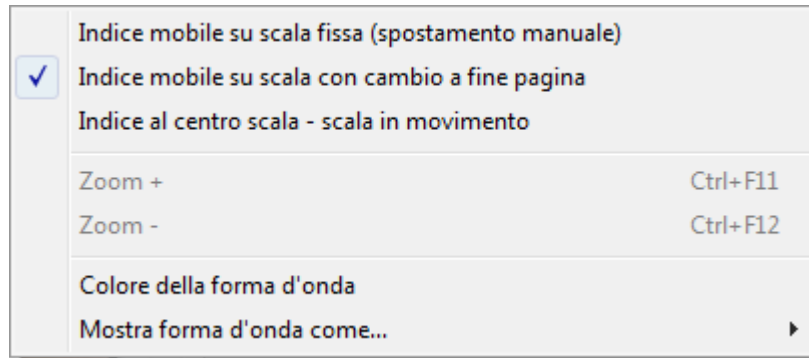 Indice mobile su scala fissa (spostamento manuale)
Indice mobile su scala con cambio a fine pagina
Indice al centro scala - scala in movimento
Zoom + Ctrl+F11
Zoom - Ctrl+F12
Colore della forma d'onda
Mostra forma d'onda come...